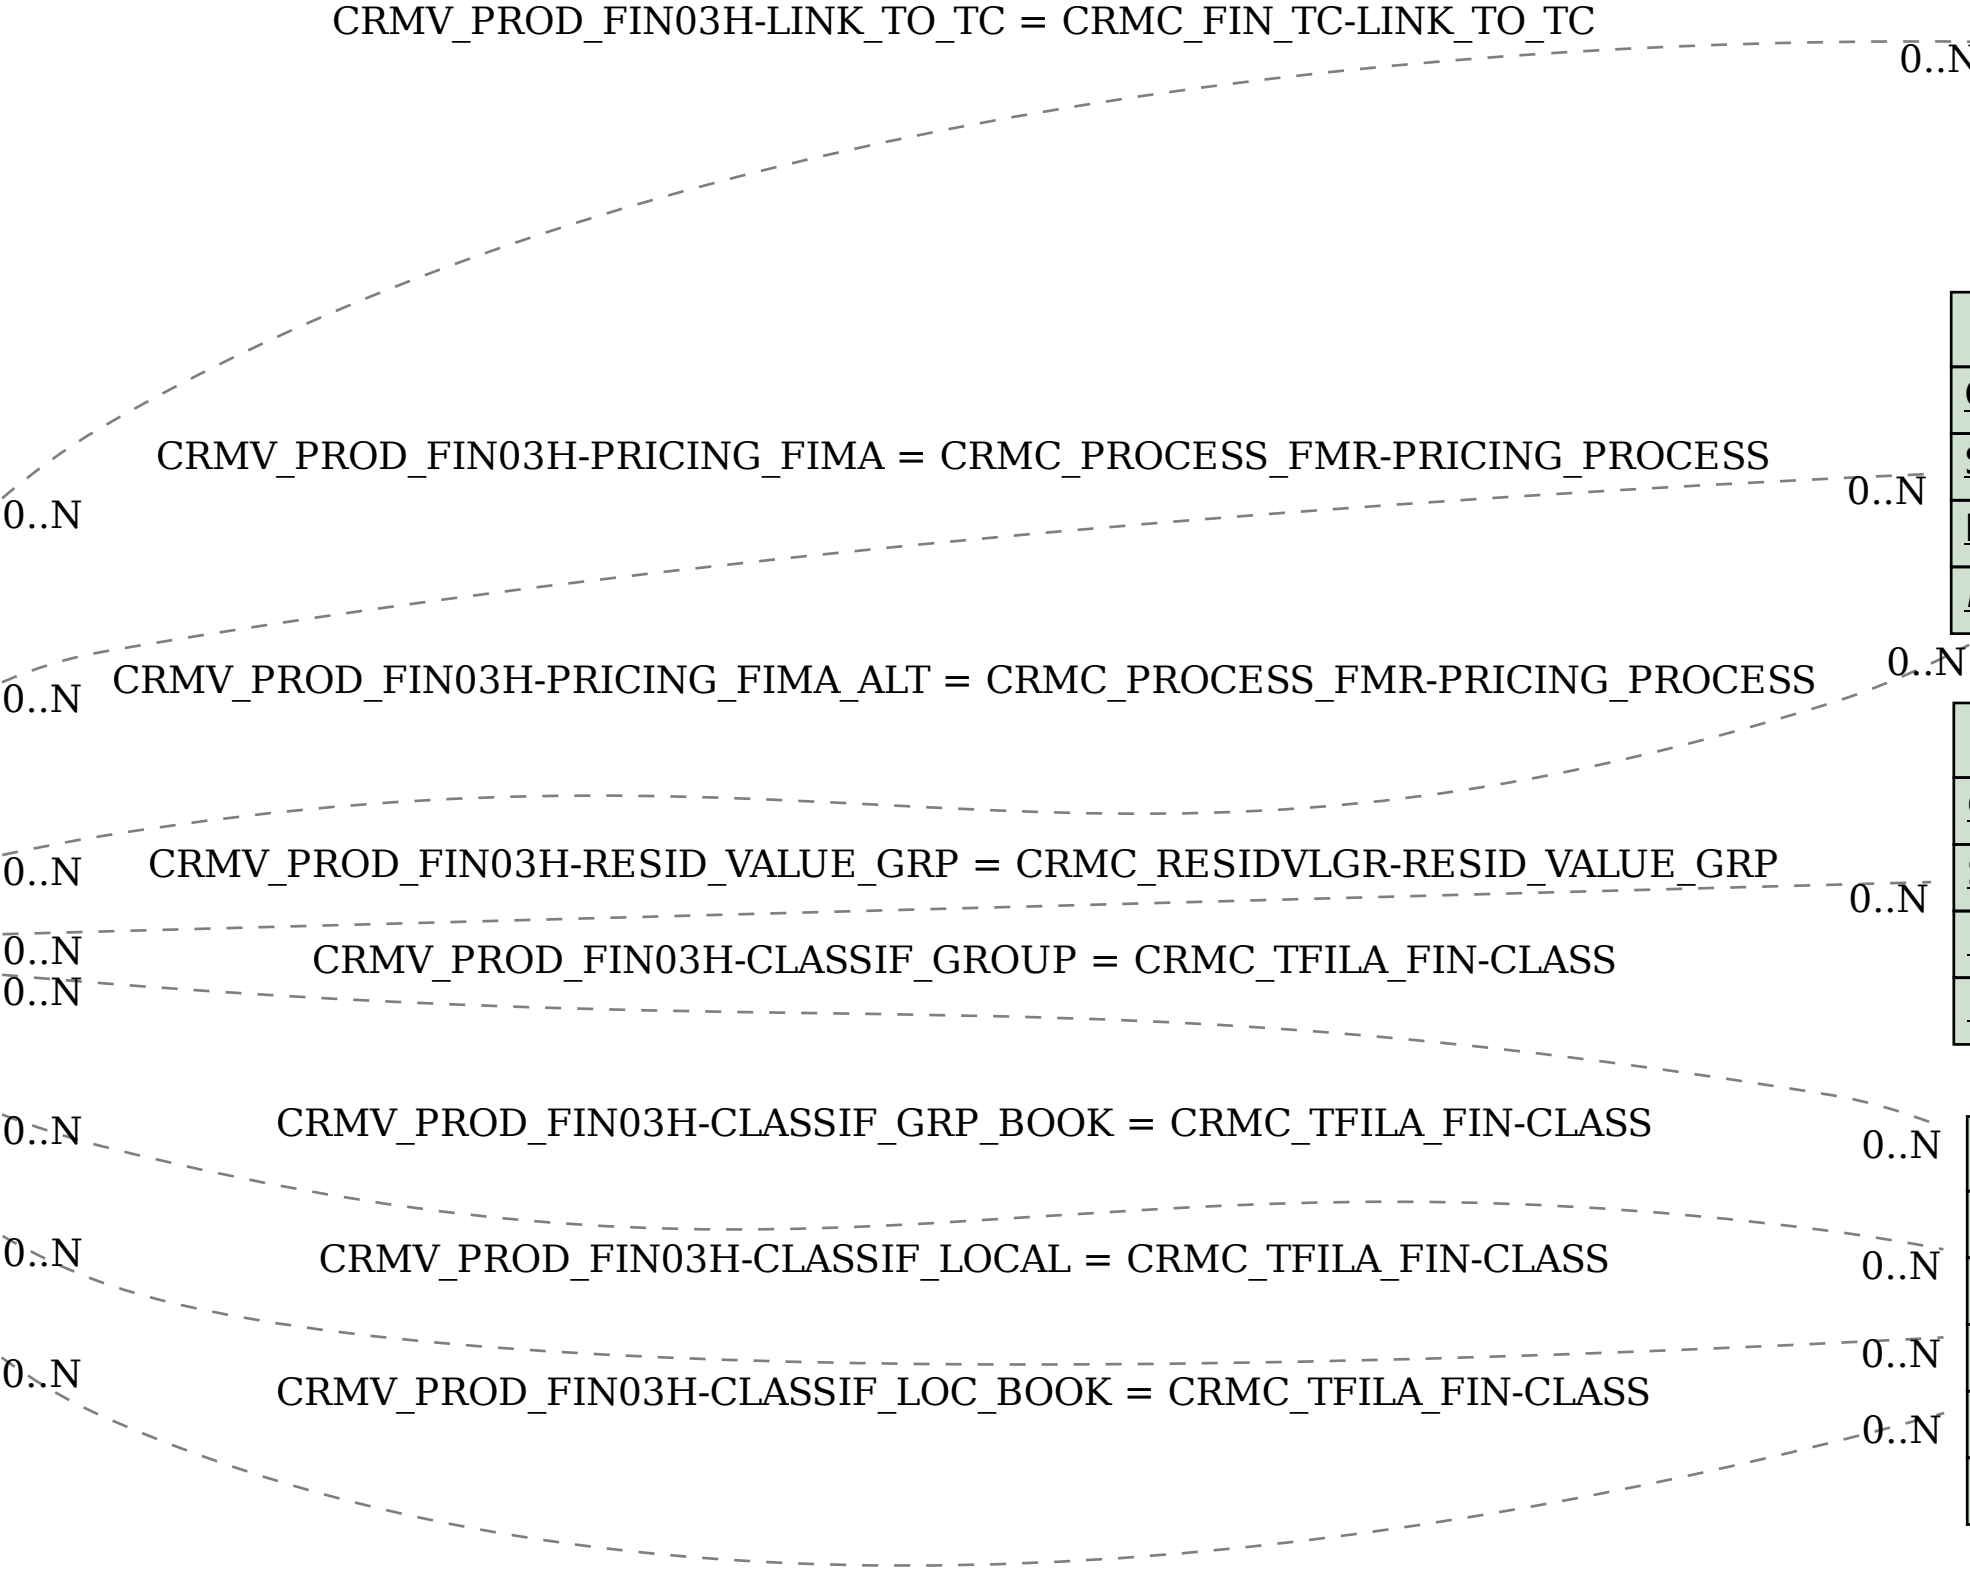 CRMV_PROD_FIN03H-LINK_TO_TC = CRMC_FIN_TC-LINK_TO_TC
0..N
CRMV_PROD_FIN03H-PRICING_FIMA = CRMC_PROCESS_FMR-PRICING_PROCESS
0..N
0..N
0..N
CRMV_PROD_FIN03H-PRICING_FIMA_ALT = CRMC_PROCESS_FMR-PRICING_PROCESS
0..N
0..N
CRMV_PROD_FIN03H-RESID_VALUE_GRP = CRMC_RESIDVLGR-RESID_VALUE_GRP
0..N
0..N
CRMV_PROD_FIN03H-CLASSIF_GROUP = CRMC_TFILA_FIN-CLASS
0..N
0..N
CRMV_PROD_FIN03H-CLASSIF_GRP_BOOK = CRMC_TFILA_FIN-CLASS
0..N
0..N
CRMV_PROD_FIN03H-CLASSIF_LOCAL = CRMC_TFILA_FIN-CLASS
0..N
0..N
0..N
CRMV_PROD_FIN03H-CLASSIF_LOC_BOOK = CRMC_TFILA_FIN-CLASS
0..N